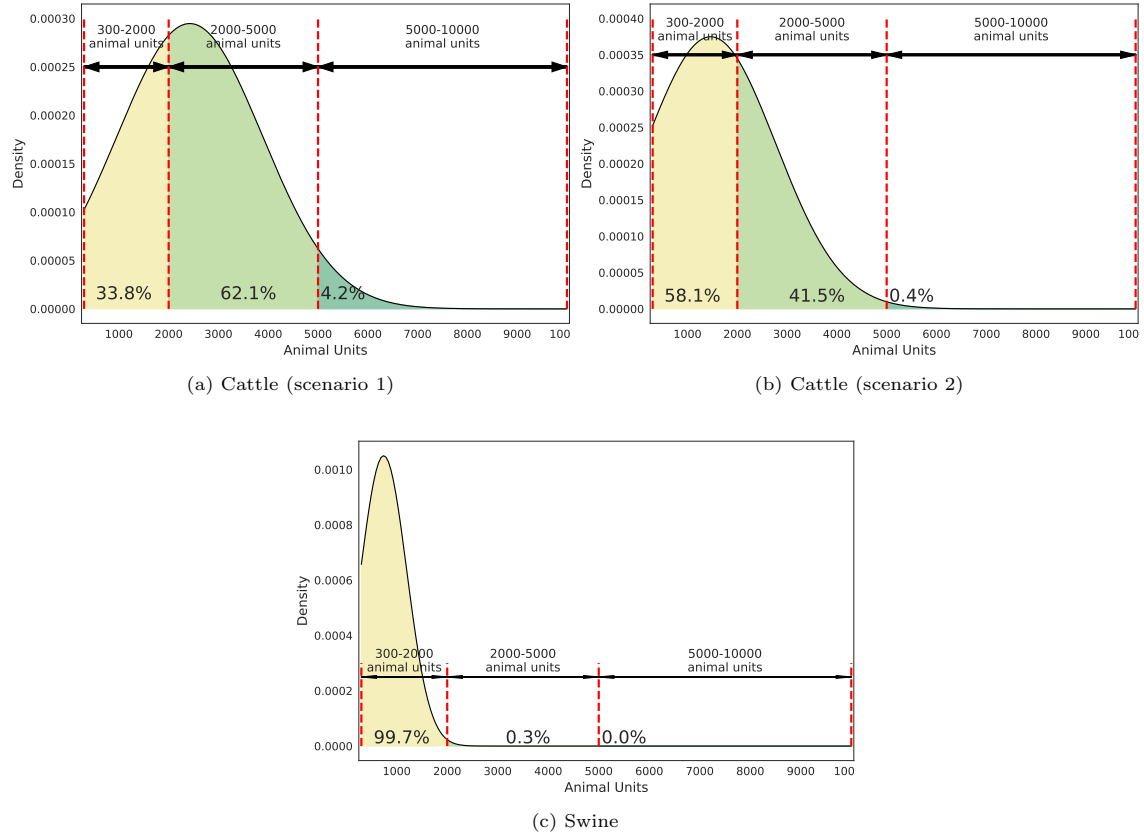 300-2000 2000-5000 5000-10000
animal units animal units animal units
0.00030
0.00025
0.00020
0.00015
0.00010
0.00005
0.00000
Density
33.8% 62.1% 4.2%
1000 2000 3000 4000 5000 6000 7000 8000 9000 100
Animal Units
(a) Cattle (scenario 1)
300-2000 2000-5000 5000-10000
animal units animal units animal units
0.00040
0.00035
0.00030
0.00025
0.00020
0.00015
0.00010
0.00005
0.00000
Density
58.1% 41.5% 0.4%
1000 2000 3000 4000 5000 6000 7000 8000 9000 100
Animal Units
(b) Cattle (scenario 2)
0.0010
0.0008
0.0006
0.0004
0.0002
0.0000
Density
300-2000 2000-5000 5000-10000
animal units animal units animal units
99.7% 0.3% 0.0%
1000 2000 3000 4000 5000 6000 7000 8000 9000 100
Animal Units
(c) Swine